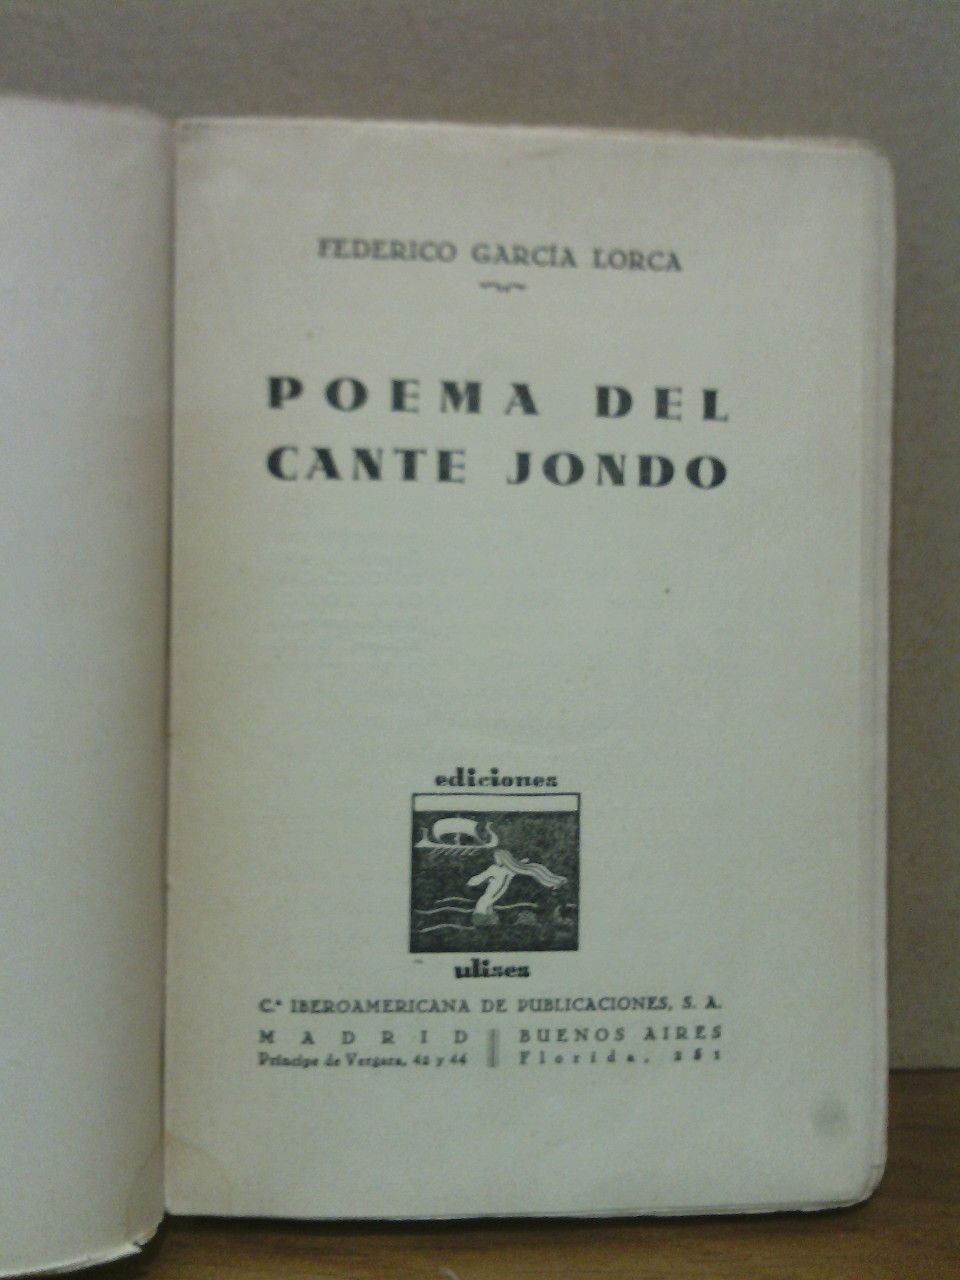 FEDERICO GARCÍA LORCA
POEMA DEL
CANTE JONDO
ediciones
ulises
C.ª IBEROAMERICANA DE PUBLICACIONES, S. A.
MADRID
Príncipe de Vergara, 42 y 44
BUENOS AIRES
Florida, 251